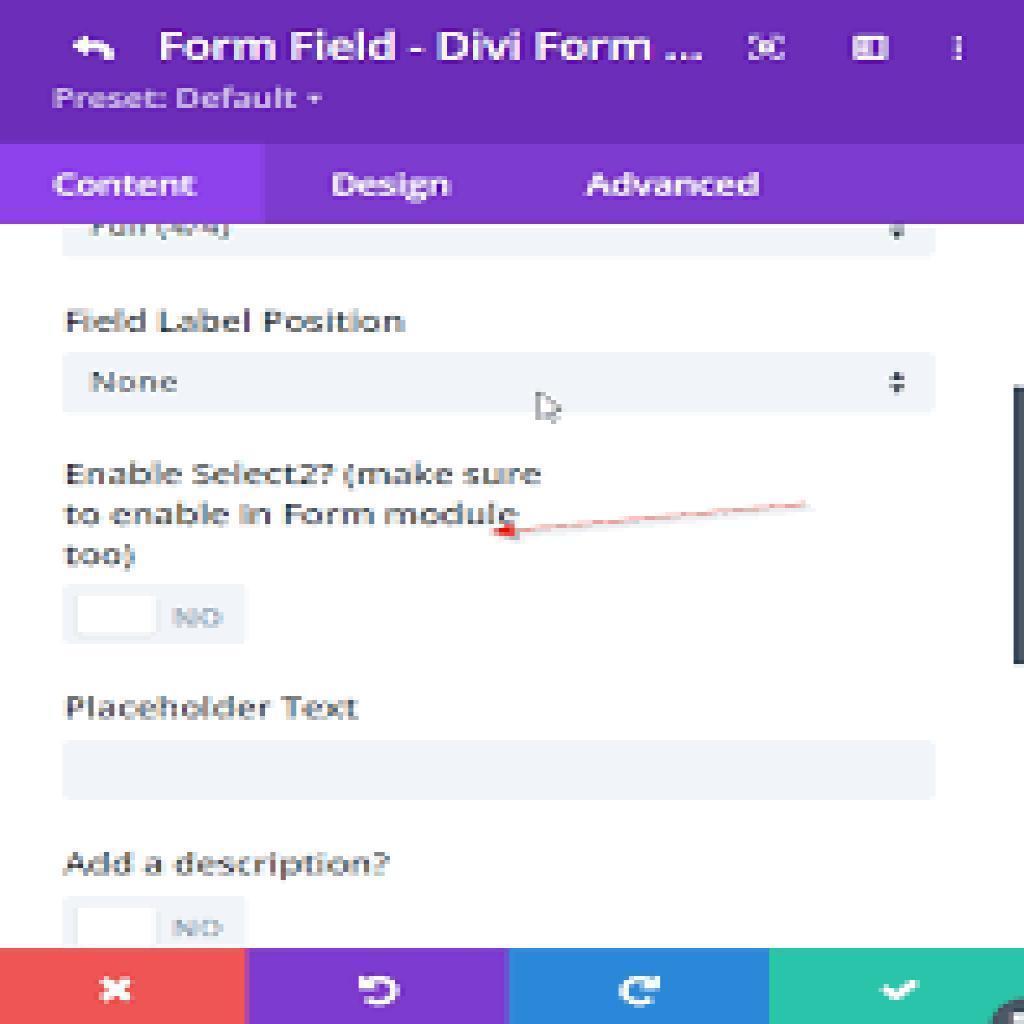 Form Field - Divi Form ...
Preset: Default
Content Design Advanced
Full (4/4)
Field Label Position
None
Enable Select2? (make sure
to enable in Form module
too)
NO
Placeholder Text
Add a description?
NO